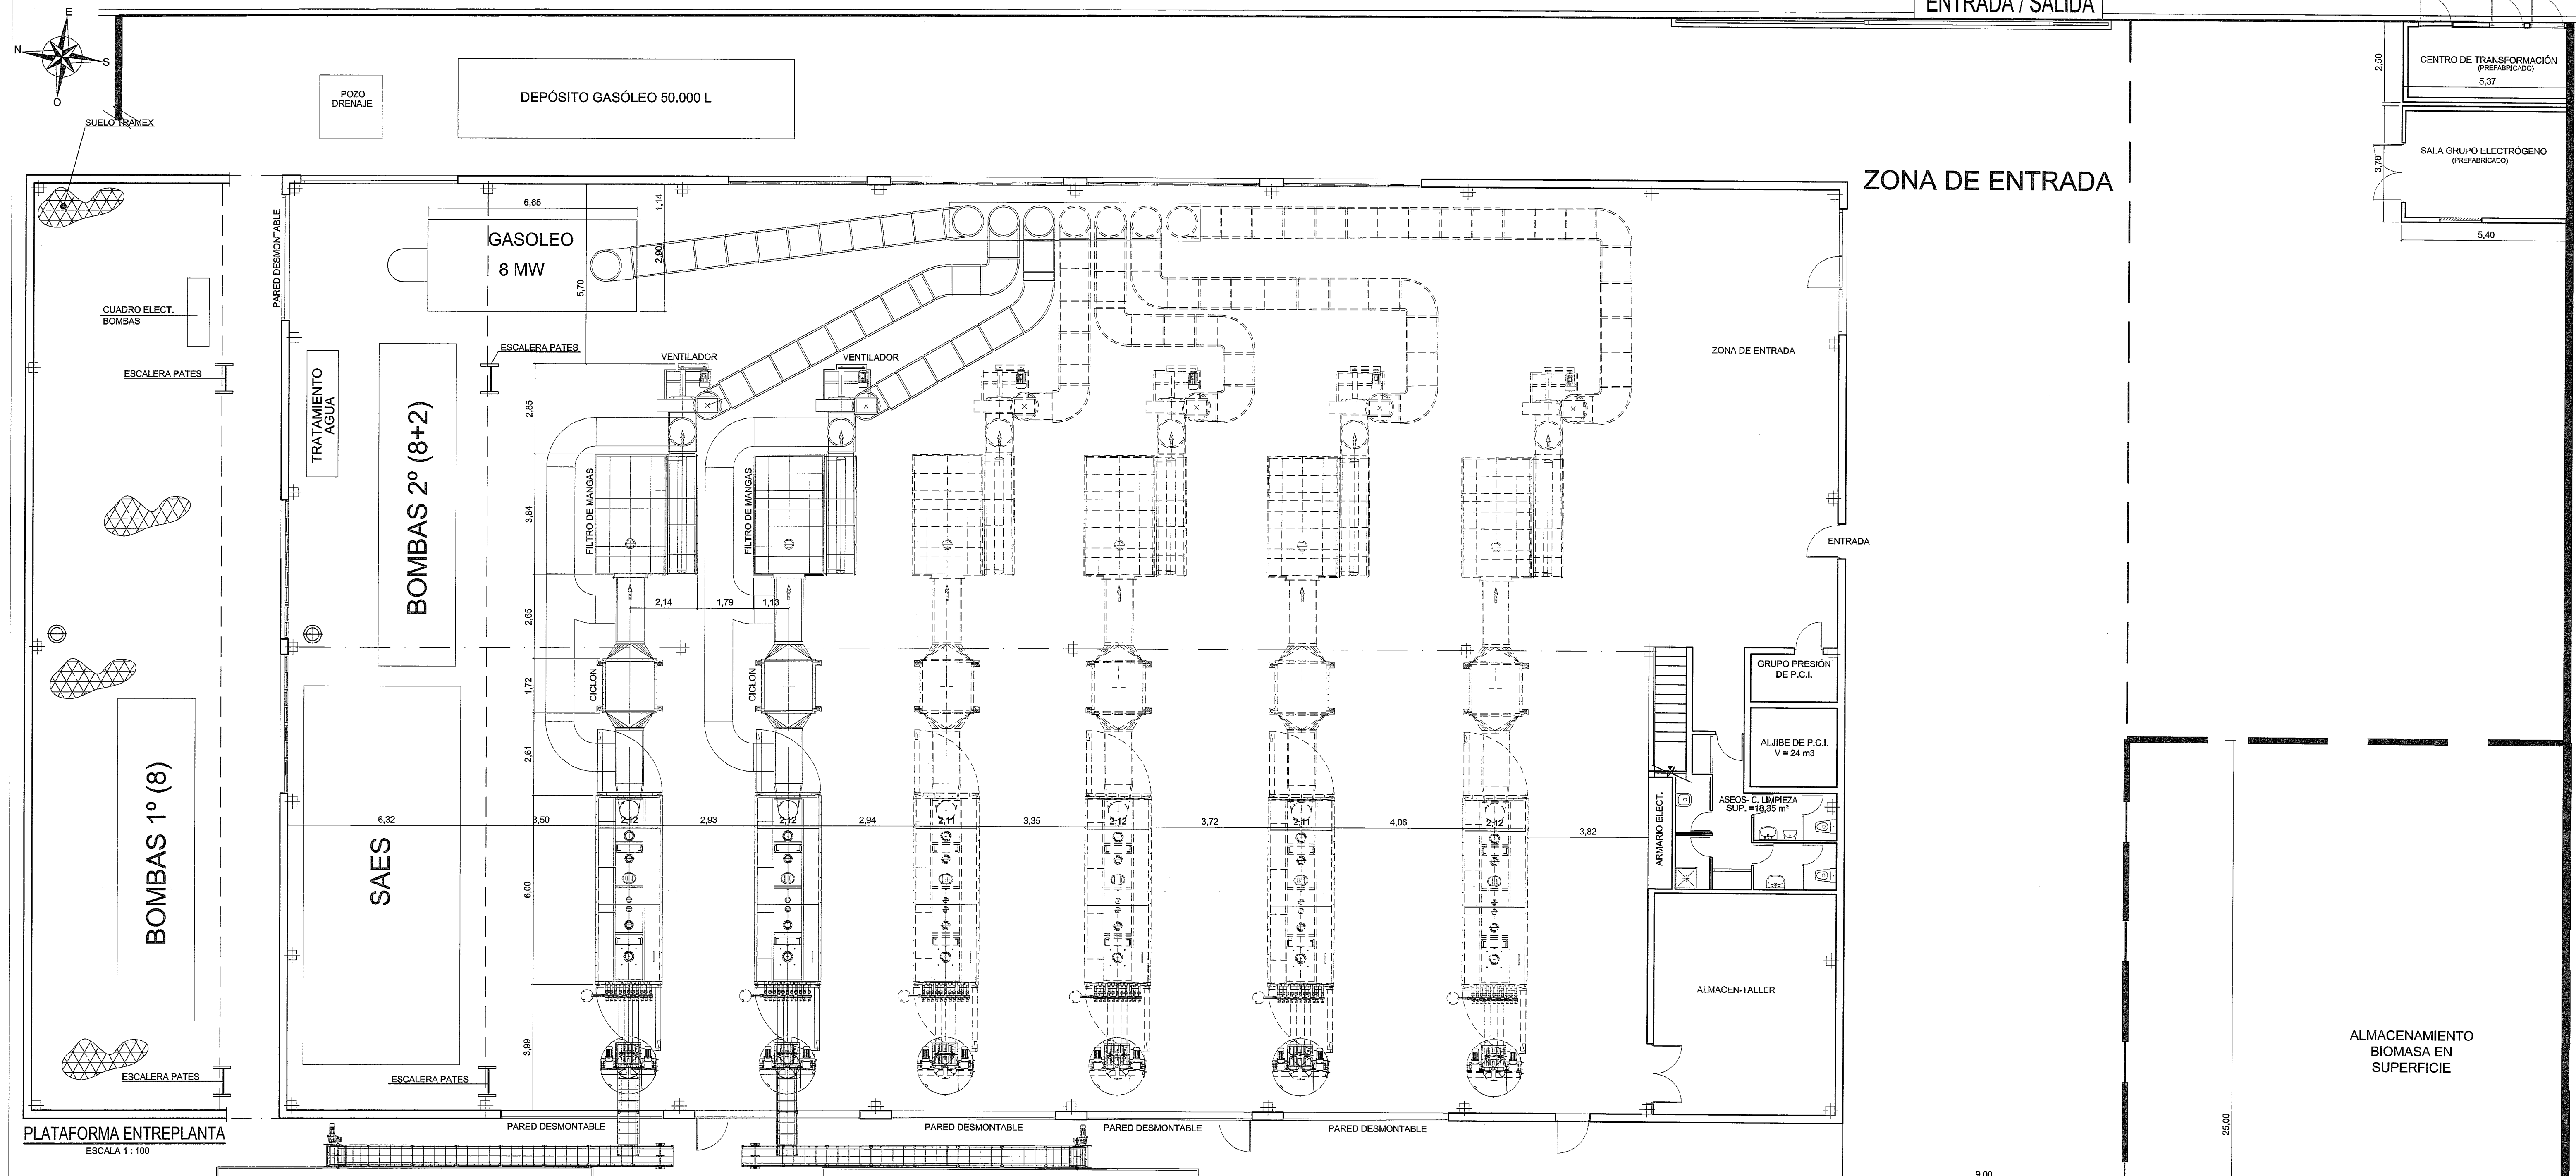 ENTRADA / SALIDA
E
N
S
O
SUELO TRAMEX
POZO
DRENAJE
DEPÓSITO GASÓLEO 50.000 L
2,50
CENTRO DE TRANSFORMACIÓN
(PREFABRICADO)
5,37
3,70
SALA GRUPO ELECTRÓGENO
(PREFABRICADO)
5,40
ZONA DE ENTRADA
PARED DESMONTABLE
6,65
1,14
GASOLEO
8 MW
2,90
5,70
CUADRO ELECT.
BOMBAS
ESCALERA PATES
ESCALERA PATES
VENTILADOR
VENTILADOR
ZONA DE ENTRADA
TRATAMIENTO
AGUA
BOMBAS 2º (8+2)
2,85
FILTRO DE MANGAS
FILTRO DE MANGAS
3,84
ENTRADA
2,14
1,79
1,13
2,65
CICLON
CICLON
1,72
GRUPO PRESIÓN
DE P.C.I.
ALJIBE DE P.C.I.
V = 24 m3
2,61
BOMBAS 1º (8)
SAES
ARMARIO ELECT.
ASEOS- C. LIMPIEZA
SUP. =18,35 m²
6,32
3,50
2,12
2,93
2,12
2,94
2,11
3,35
2,12
3,72
2,11
4,06
2,12
3,82
6,00
ALMACEN-TALLER
3,99
ALMACENAMIENTO
BIOMASA EN
SUPERFICIE
ESCALERA PATES
ESCALERA PATES
25,00
PLATAFORMA ENTREPLANTA
ESCALA 1 : 100
PARED DESMONTABLE
PARED DESMONTABLE
PARED DESMONTABLE
PARED DESMONTABLE
9,00